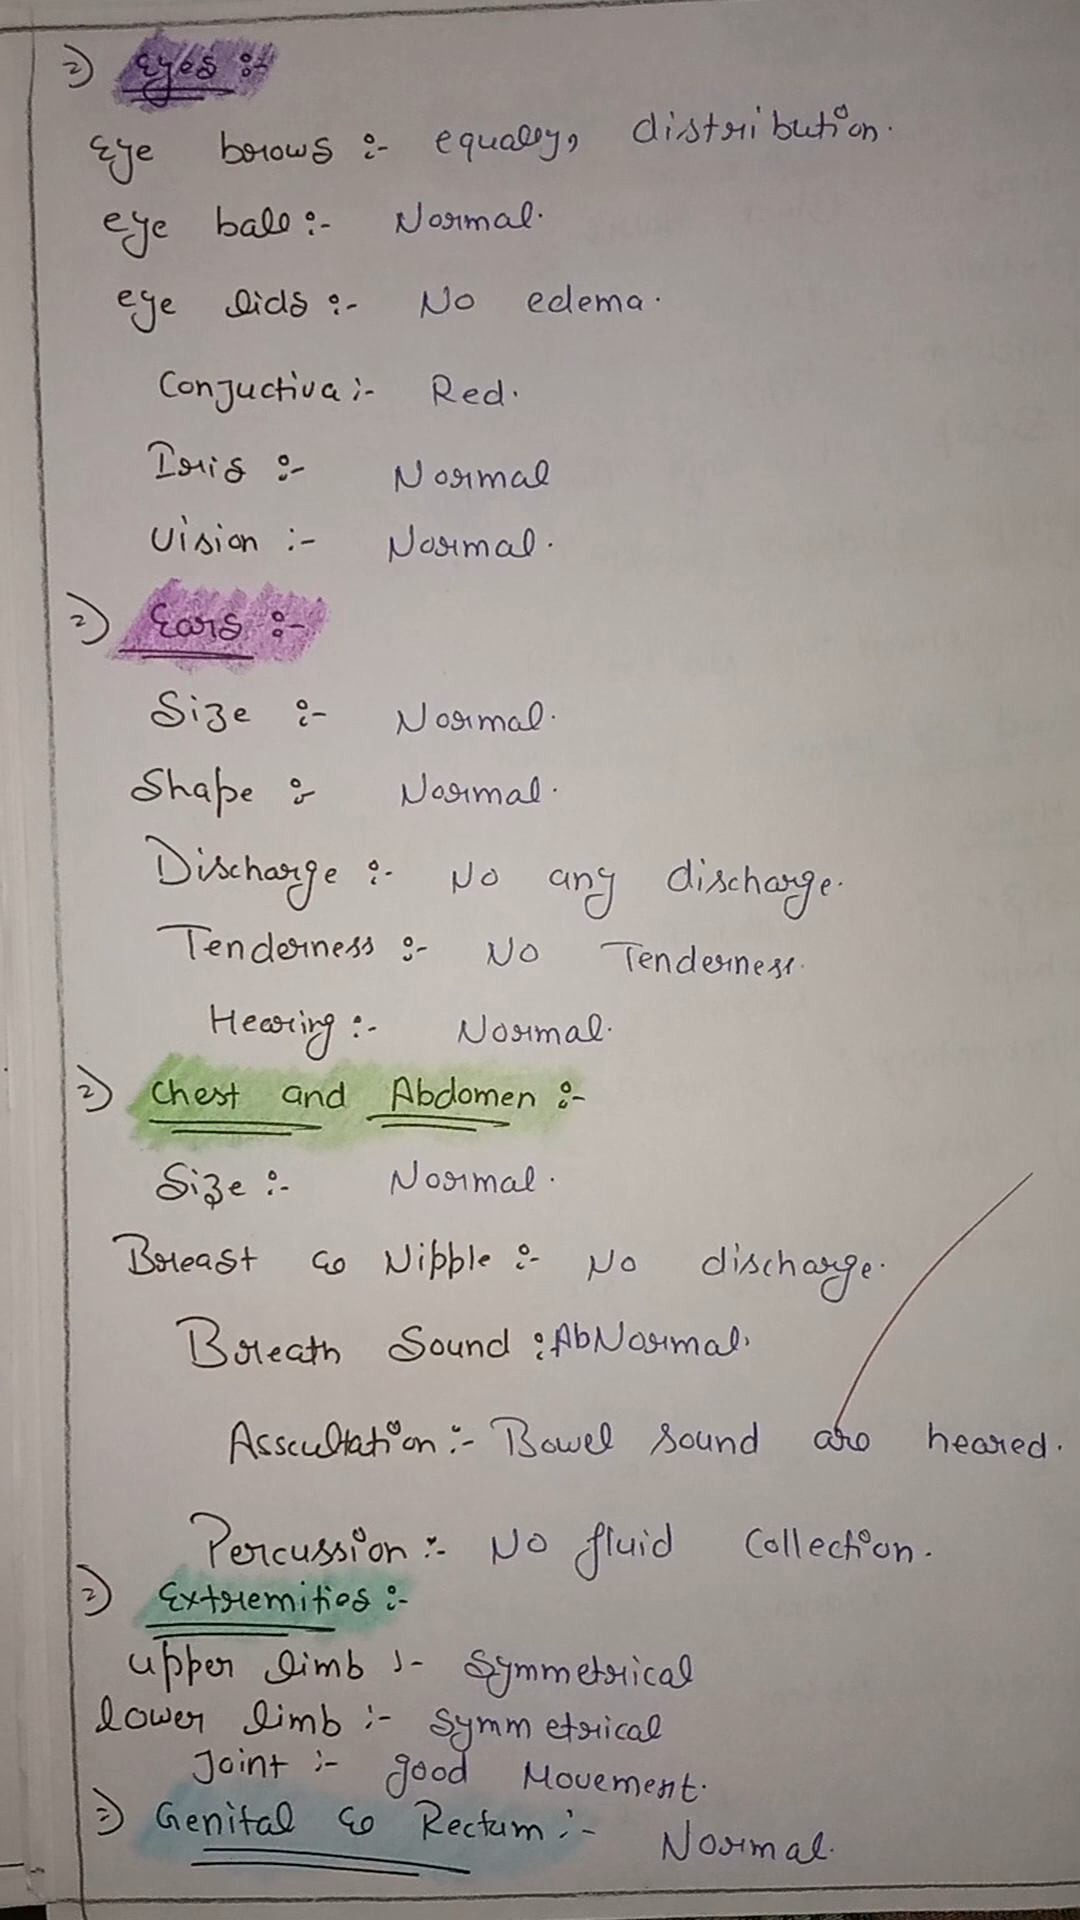 ⇒ Eyes :-
Eye brows :- equally, distribution.
eye ball :- Normal.
eye lids :- No edema.
Conjuctiva :- Red.
Iris :- Normal
Vision :- Normal.
⇒ Ears :-
Size :- Normal.
Shape :- Normal.
Discharge :- No any discharge.
Tenderness :- No Tenderness.
Hearing :- Normal.
⇒ Chest and Abdomen :-
Size :- Normal.
Breast & Nipple :- No discharge.
Breath Sound : AbNormal.
Asscultation :- Bowel sound are heared.
Percussion :- No fluid Collection.
⇒ Extremities :-
Upper limb :- Symmetrical
lower limb :- Symmetrical
Joint :- good Movement.
⇒ Genital & Rectum :- Normal.